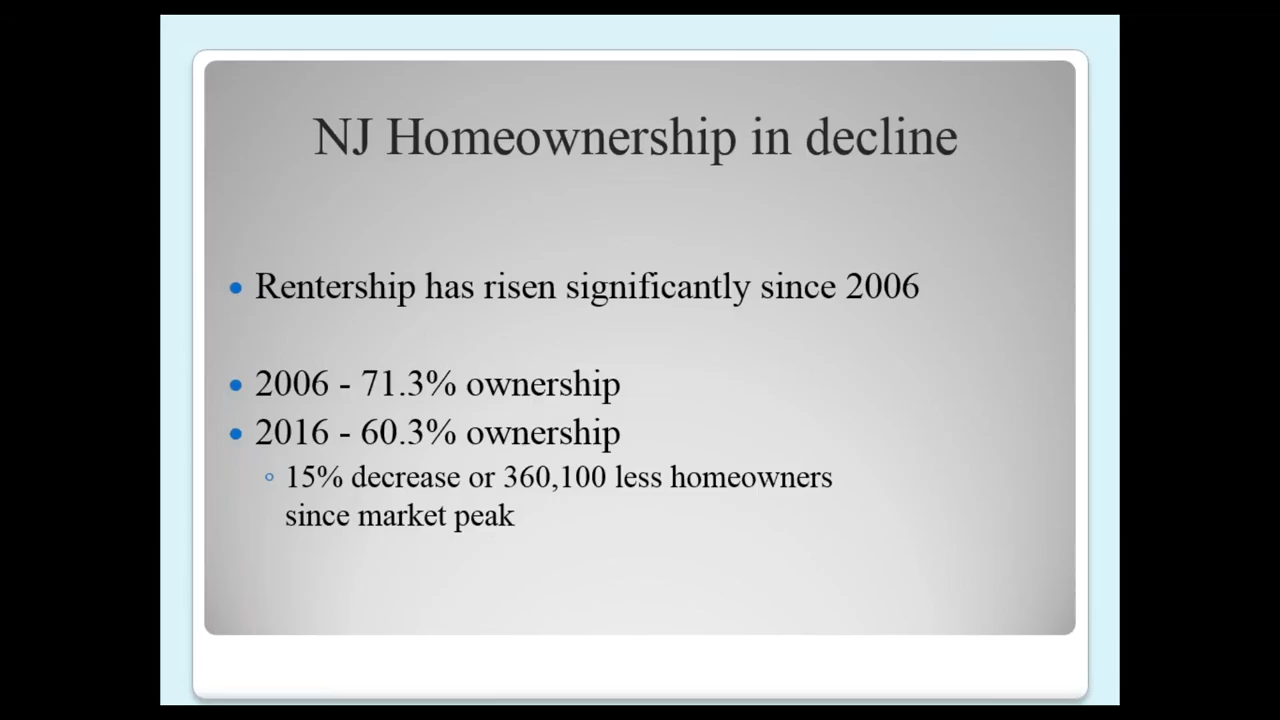 NJ Homeownership in decline
Rentership has risen significantly since 2006
2006 - 71.3% ownership
2016 - 60.3% ownership
15% decrease or 360,100 less homeowners
since market peak